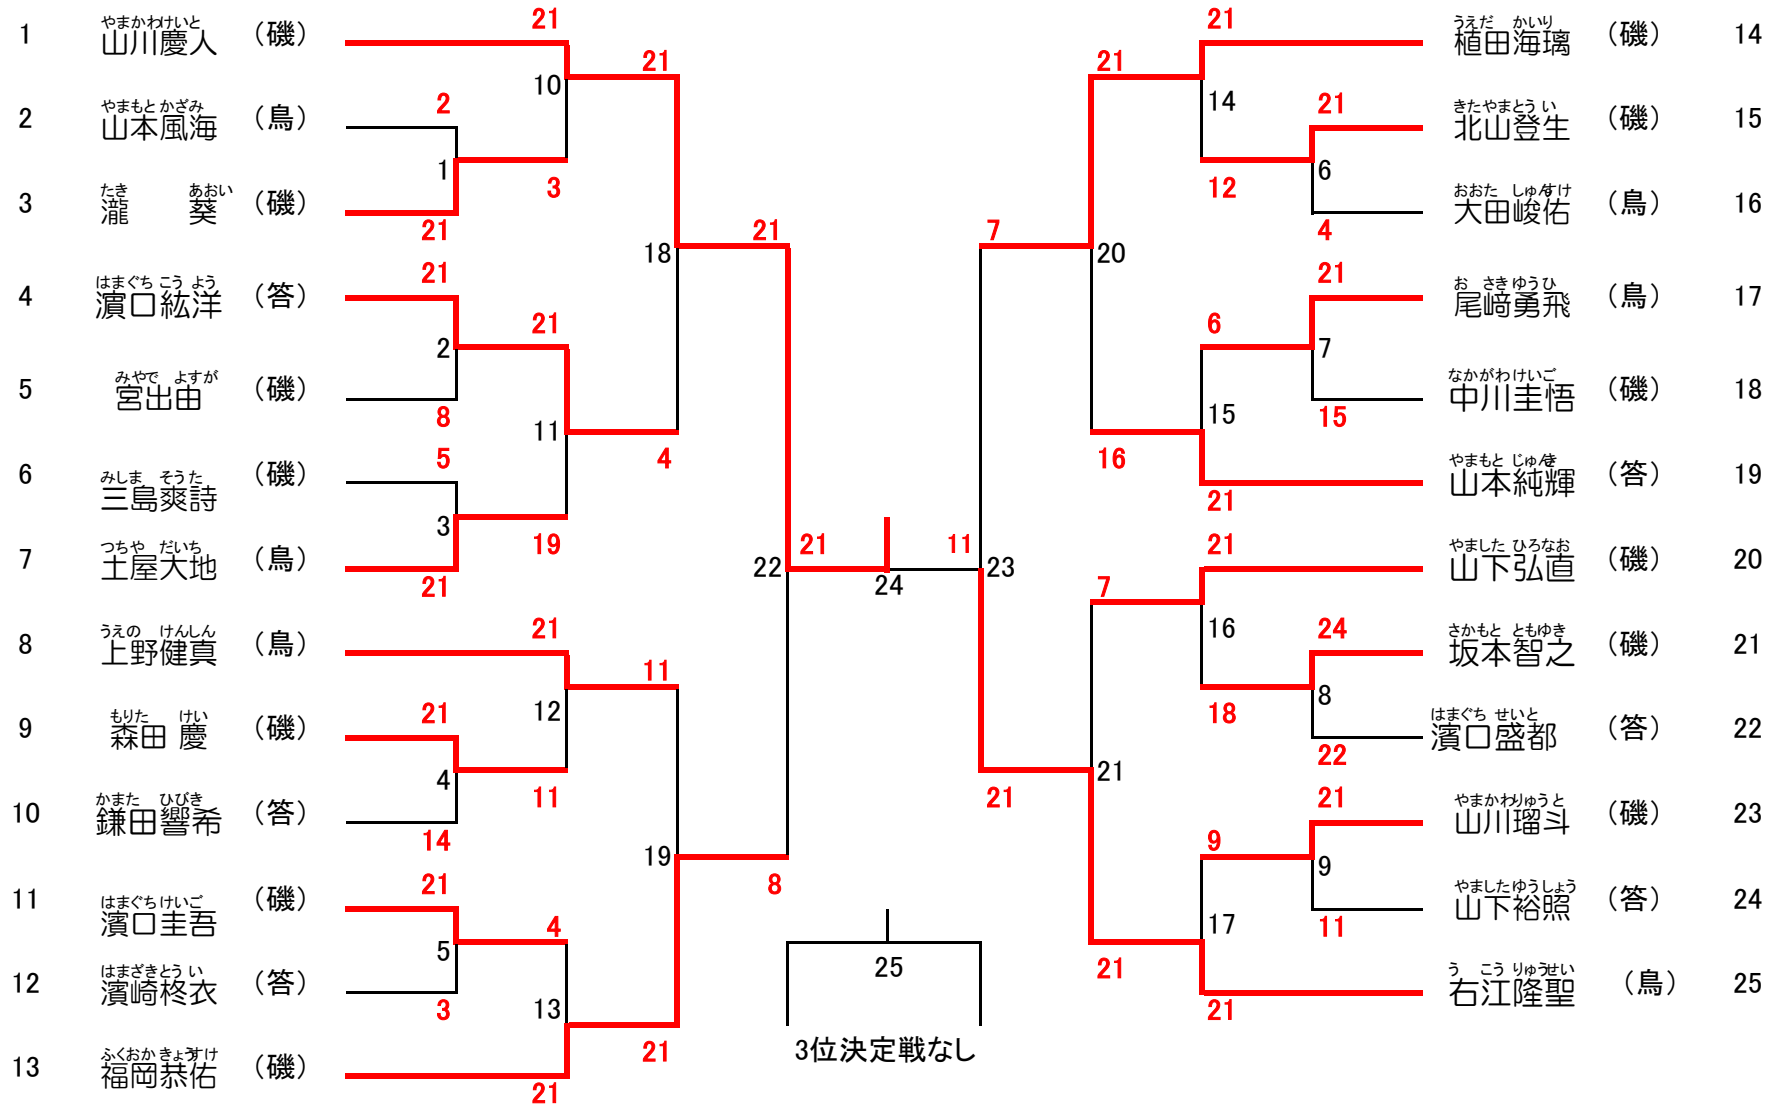 21
21
1 やまかわけいと 山川慶人 （磯）
うえだ かいり 植田海璃 （磯） 14
21
21
10
14
2 やまもとかざみ 山本風海 （鳥） 2
21 きたやまとうい 北山登生 （磯） 15
1
6
3 たき あおい 瀧 葵 （磯） 21
3
12
4 おおた しゅんすけ 大田峻佑 （鳥） 16
21
7
18
20
4 はまぐち こう よう 濵口紘洋 （答） 21
21 お さき ゆうひ 尾﨑勇飛 （鳥） 17
21
6
2
7
5 みやで よすが 宮出由 （磯） 8
15 なかがわけいご 中川圭悟 （磯） 18
11
15
4
16
6 みしま そうた 三島爽詩 （磯） 5
21 やまもと じゅんき 山本純輝 （答） 19
3
19
7 つちや だいち 土屋大地 （鳥） 21
21 やました ひろなお 山下弘直 （磯） 20
21
11
22
24
23
7
8 うえの けんしん 上野健真 （鳥） 21
16
24 さかもと ともゆき 坂本智之 （磯） 21
11
12
18
8
9 もりた けい 森田 慶 （磯） 21
22 はまぐち せいと 濵口盛都 （答） 22
4
11
21
21
10 かまた ひびき 鎌田響希 （答） 14
21 やまかわりゅうと 山川瑠斗 （磯） 23
19
8
9
9
11 はまぐちけいご 濵口圭吾 （磯） 21
11 やましたゆうしょう 山下裕照 （答） 24
4
17
5
25
21
12 はまざきとうい 濵崎柊衣 （答） 3
21 う こう りゅうせい 右江隆聖 （鳥） 25
13
21
3位決定戦なし
13 ふくおか きょうすけ 福岡恭佑 （磯） 21